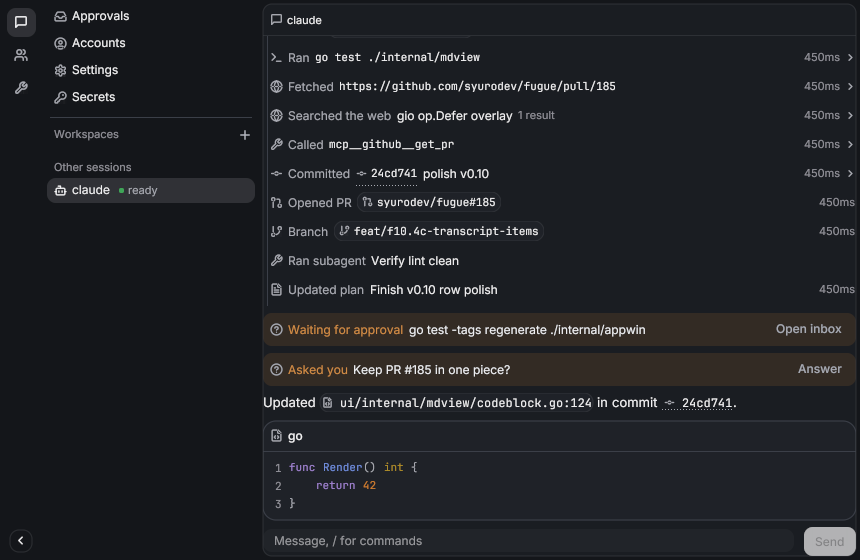 Approvals
Accounts
Settings
Secrets
Workspaces
Other sessions
claude ready
claude
Ran go test ./internal/mdview 450ms
Fetched https://github.com/syurodev/fugue/pull/185 450ms
Searched the web gio op.Defer overlay 1 result 450ms
Called mcp__github__get_pr 450ms
Committed 24cd741 polish v0.10 450ms
Opened PR syurodev/fugue#185 450ms
Branch feat/f10.4c-transcript-items 450ms
Ran subagent Verify lint clean
Updated plan Finish v0.10 row polish 450ms
Waiting for approval go test -tags regenerate ./internal/appwin Open inbox
Asked you Keep PR #185 in one piece? Answer
Updated ui/internal/mdview/codeblock.go:124 in commit 24cd741.
go
1 func Render() int {
2 return 42
3 }
Message, / for commands Send